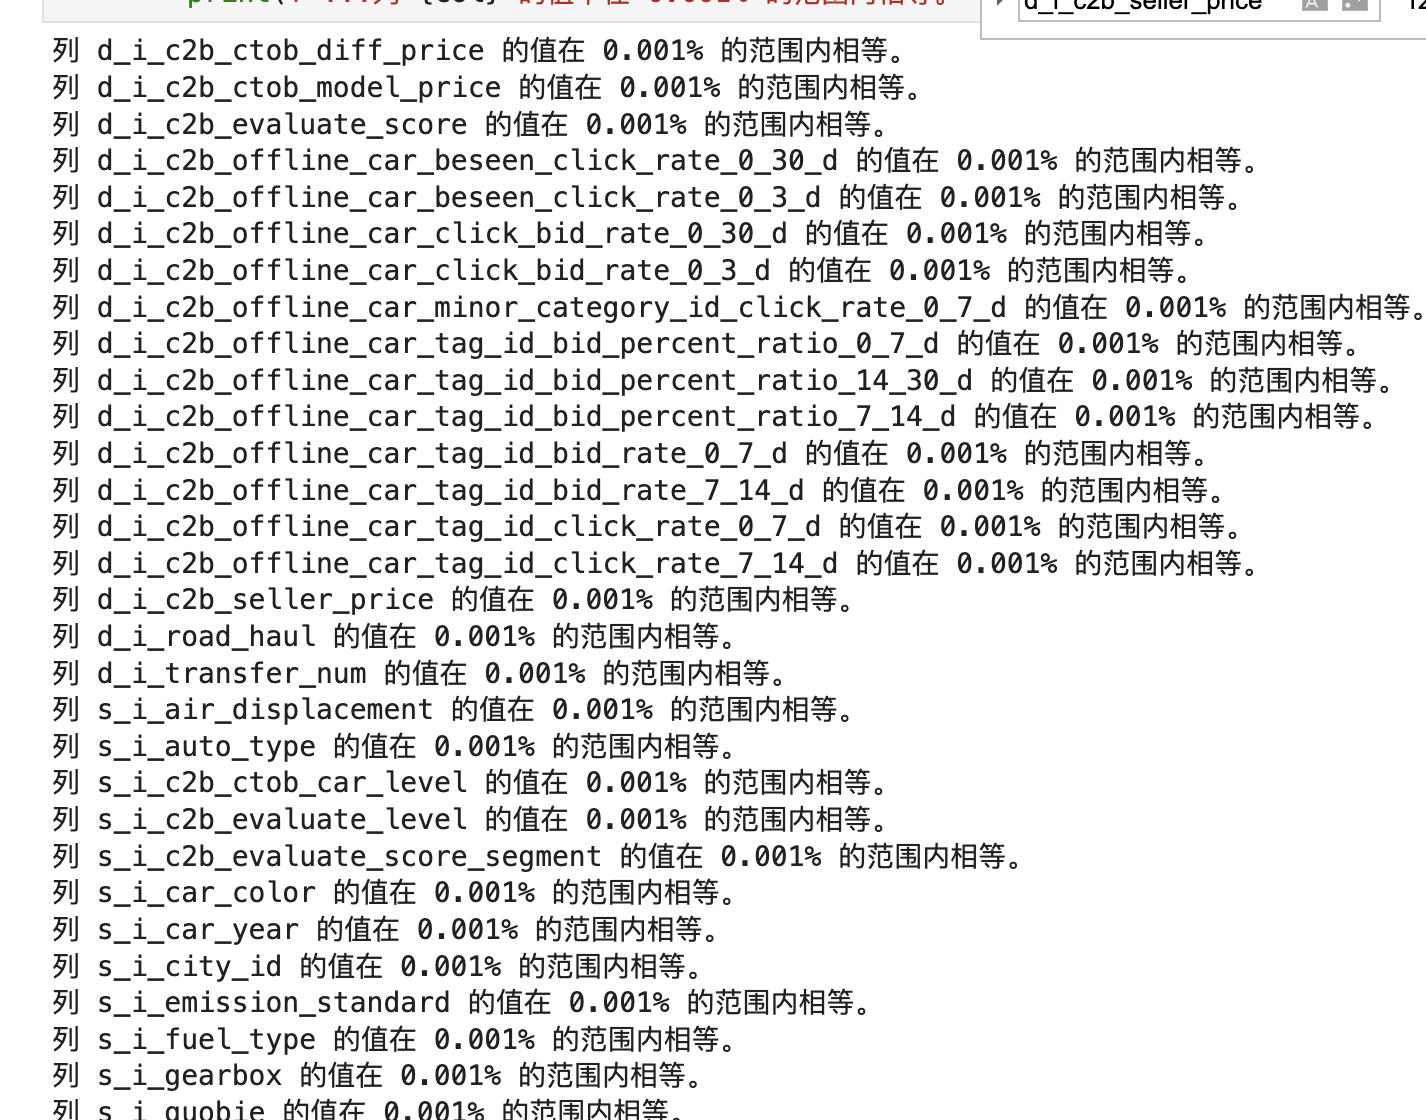 d_i_c2b_seller_price
列 d_i_c2b_ctob_diff_price 的值在 0.001% 的范围内相等。
列 d_i_c2b_ctob_model_price 的值在 0.001% 的范围内相等。
列 d_i_c2b_evaluate_score 的值在 0.001% 的范围内相等。
列 d_i_c2b_offline_car_beseen_click_rate_0_30_d 的值在 0.001% 的范围内相等。
列 d_i_c2b_offline_car_beseen_click_rate_0_3_d 的值在 0.001% 的范围内相等。
列 d_i_c2b_offline_car_click_bid_rate_0_30_d 的值在 0.001% 的范围内相等。
列 d_i_c2b_offline_car_click_bid_rate_0_3_d 的值在 0.001% 的范围内相等。
列 d_i_c2b_offline_car_minor_category_id_click_rate_0_7_d 的值在 0.001% 的范围内相等。
列 d_i_c2b_offline_car_tag_id_bid_percent_ratio_0_7_d 的值在 0.001% 的范围内相等。
列 d_i_c2b_offline_car_tag_id_bid_percent_ratio_14_30_d 的值在 0.001% 的范围内相等。
列 d_i_c2b_offline_car_tag_id_bid_percent_ratio_7_14_d 的值在 0.001% 的范围内相等。
列 d_i_c2b_offline_car_tag_id_bid_rate_0_7_d 的值在 0.001% 的范围内相等。
列 d_i_c2b_offline_car_tag_id_bid_rate_7_14_d 的值在 0.001% 的范围内相等。
列 d_i_c2b_offline_car_tag_id_click_rate_0_7_d 的值在 0.001% 的范围内相等。
列 d_i_c2b_offline_car_tag_id_click_rate_7_14_d 的值在 0.001% 的范围内相等。
列 d_i_c2b_seller_price 的值在 0.001% 的范围内相等。
列 d_i_road_haul 的值在 0.001% 的范围内相等。
列 d_i_transfer_num 的值在 0.001% 的范围内相等。
列 s_i_air_displacement 的值在 0.001% 的范围内相等。
列 s_i_auto_type 的值在 0.001% 的范围内相等。
列 s_i_c2b_ctob_car_level 的值在 0.001% 的范围内相等。
列 s_i_c2b_evaluate_level 的值在 0.001% 的范围内相等。
列 s_i_c2b_evaluate_score_segment 的值在 0.001% 的范围内相等。
列 s_i_car_color 的值在 0.001% 的范围内相等。
列 s_i_car_year 的值在 0.001% 的范围内相等。
列 s_i_city_id 的值在 0.001% 的范围内相等。
列 s_i_emission_standard 的值在 0.001% 的范围内相等。
列 s_i_fuel_type 的值在 0.001% 的范围内相等。
列 s_i_gearbox 的值在 0.001% 的范围内相等。
列 s_i_guobie 的值在 0.001% 的范围内相等。